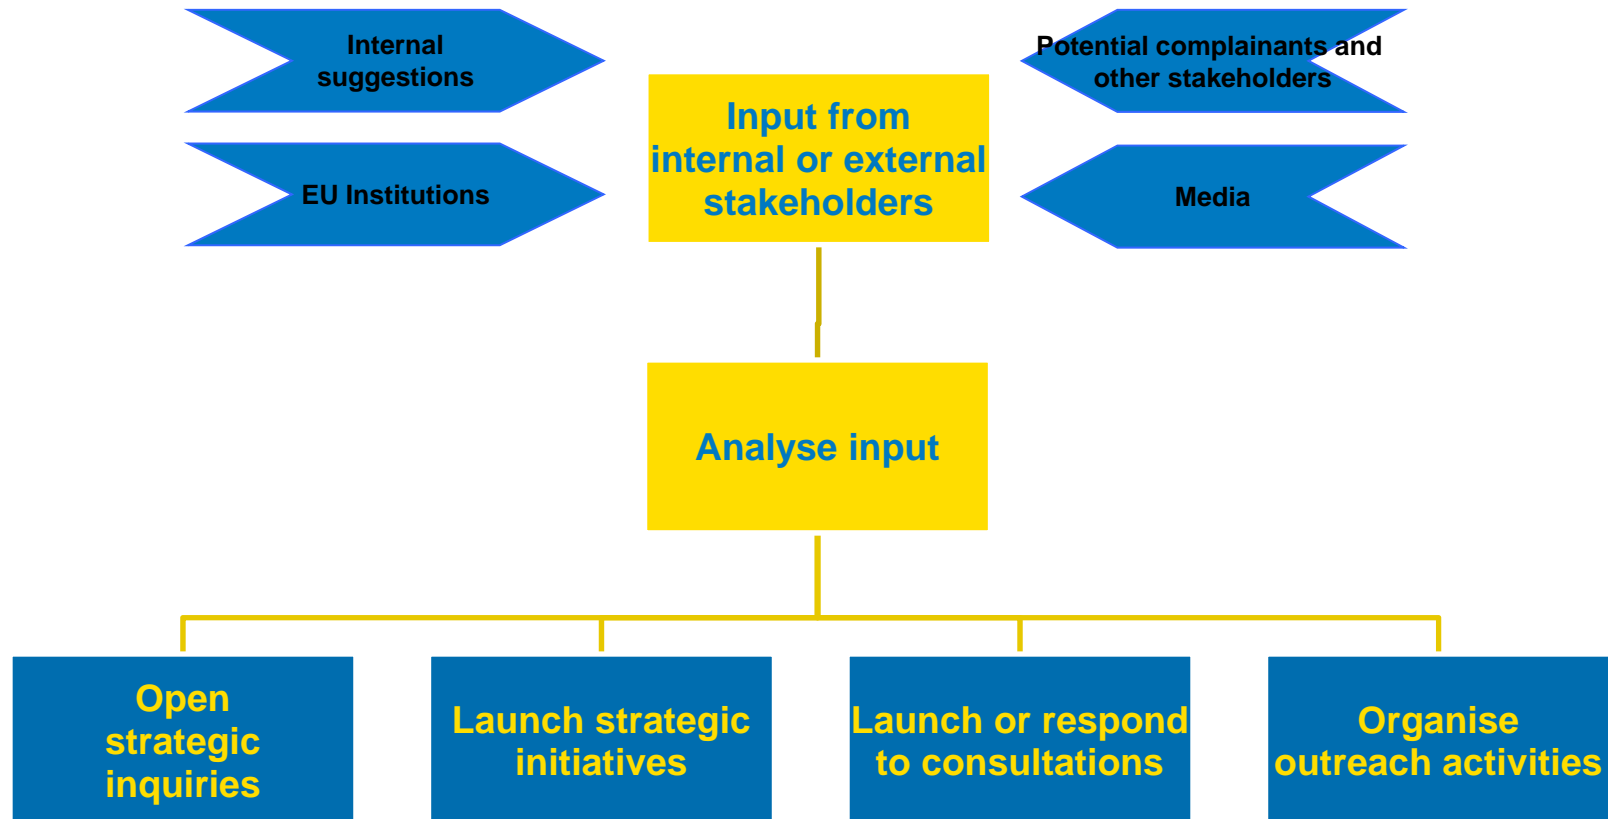 Internal
suggestions
Potential complainants and
other stakeholders
Input from
internal or external
stakeholders
EU Institutions
Media
Analyse input
Open
strategic
inquiries
Launch strategic
initiatives
Launch or respond
to consultations
Organise
outreach activities